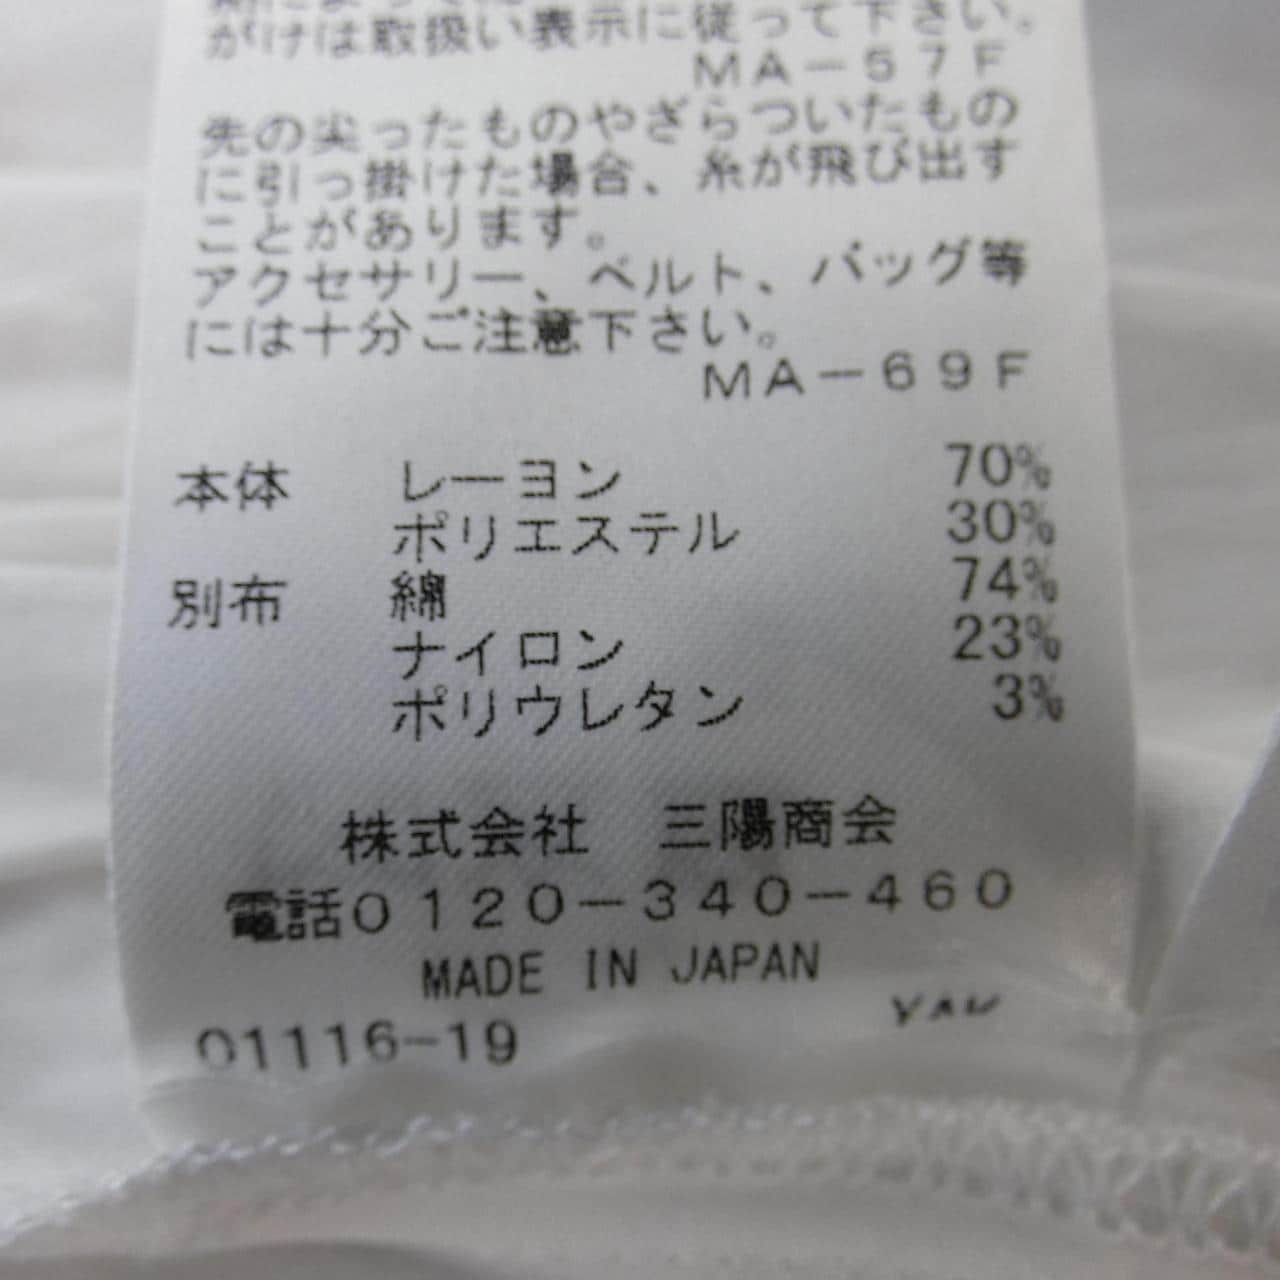 がけは取扱い表示に従って下さい。
MA-57F
先の尖ったものやざらついたもの
に引っ掛けた場合、糸が飛び出す
ことがあります。
アクセサリー、ベルト、バッグ等
には十分ご注意下さい。
MA-69F
本体 レーヨン 70%
ポリエステル 30%
別布 綿 74%
ナイロン 23%
ポリウレタン 3%
株式会社 三陽商会
電話0120-340-460
MADE IN JAPAN
01116-19